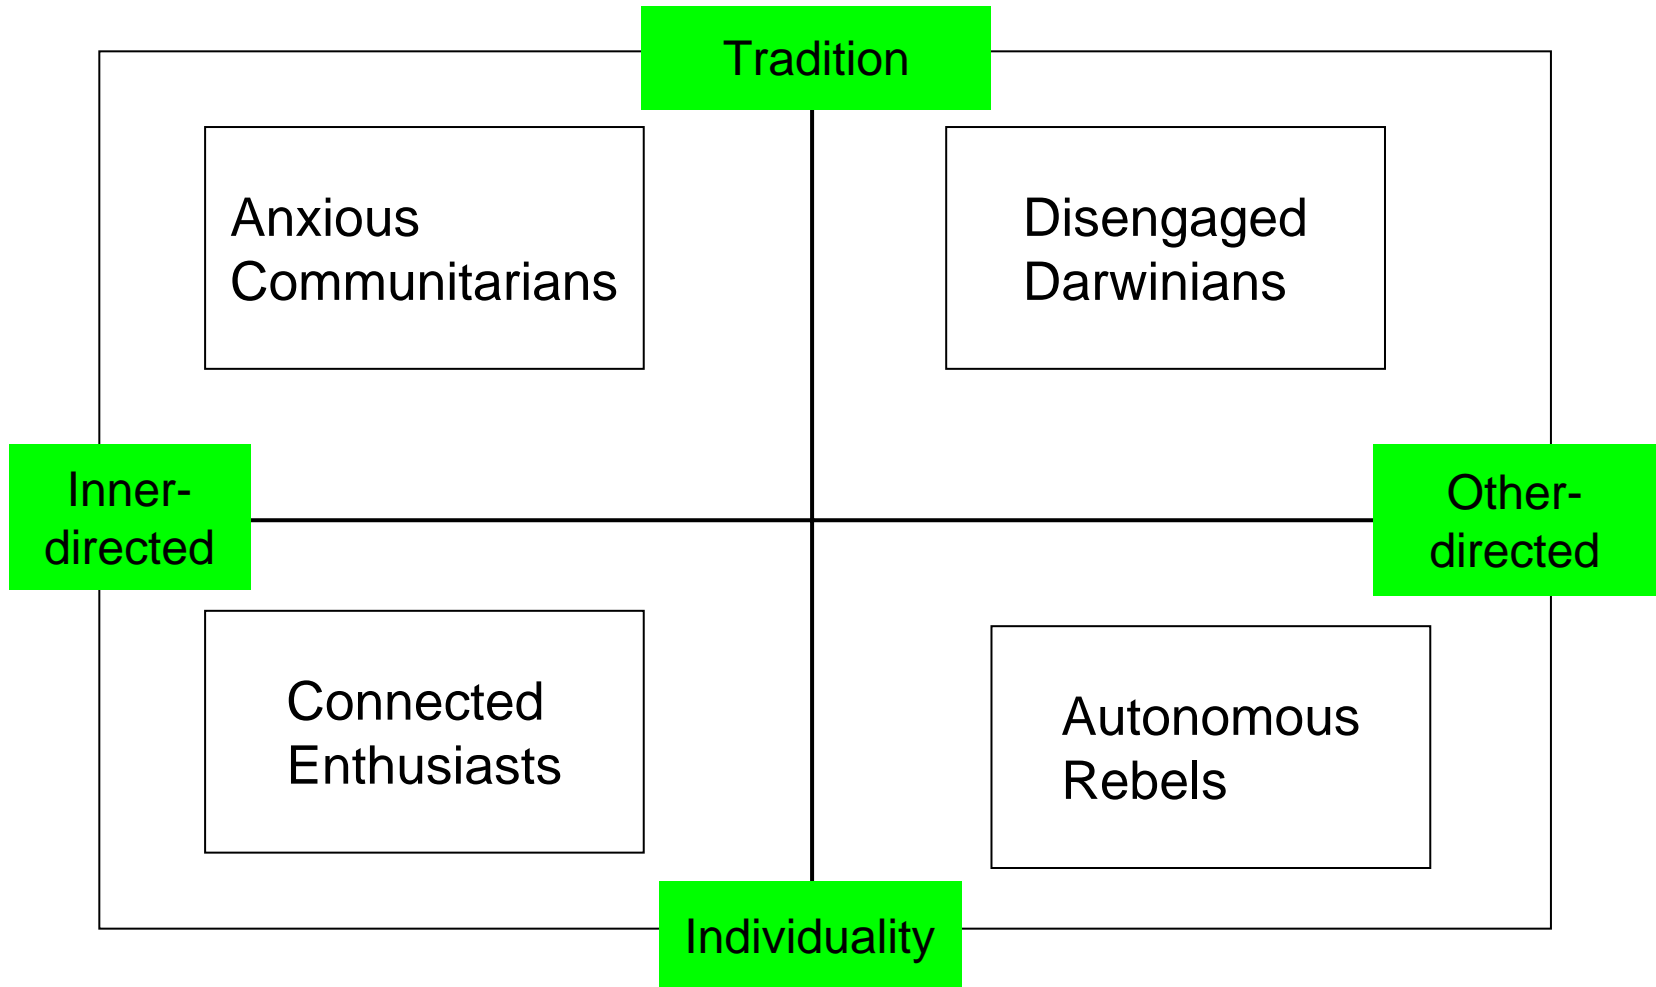 Tradition
Anxious
Communitarians
Disengaged
Darwinians
Inner-
directed
Other-
directed
Connected
Enthusiasts
Autonomous
Rebels
Individuality